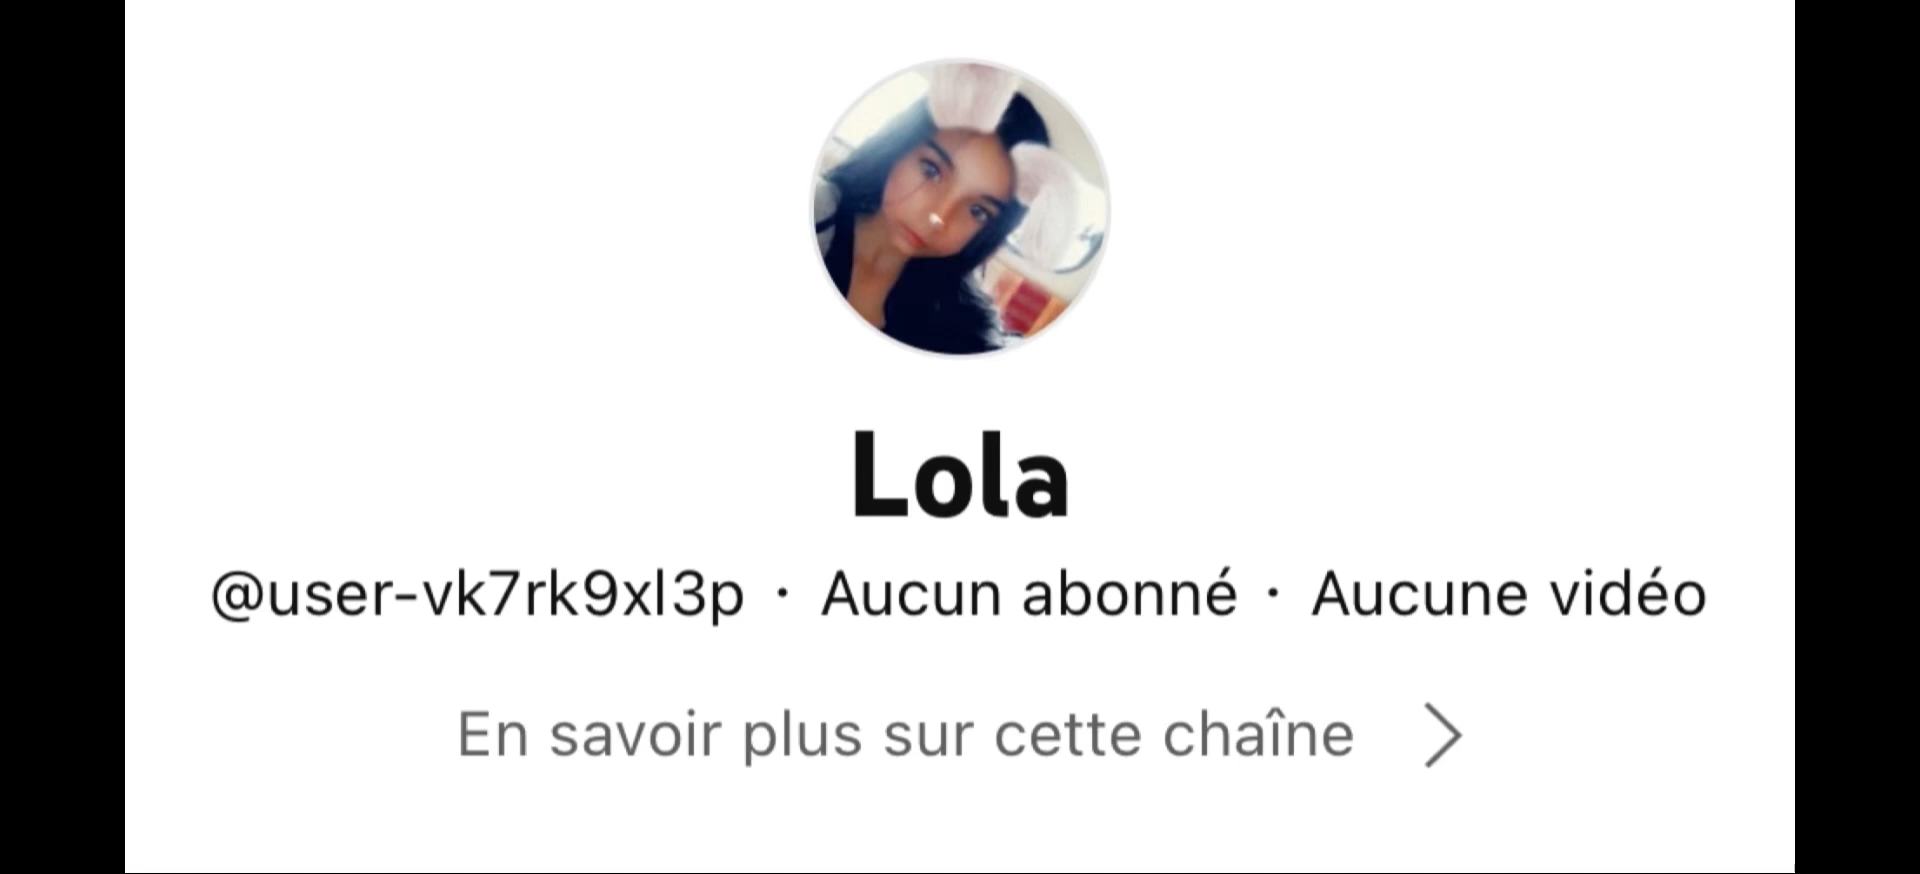 Lola
@user-vk7rk9xl3p · Aucun abonné · Aucune vidéo
En savoir plus sur cette chaîne